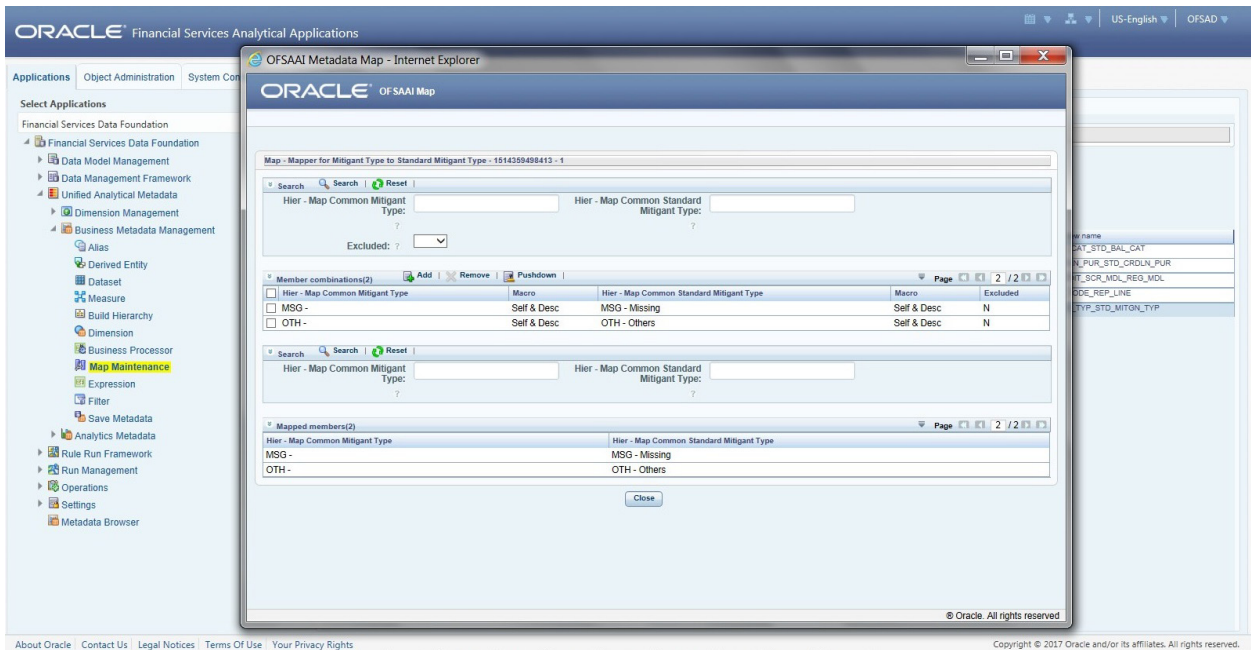 US-English OFSAD
ORACLE Financial Services Analytical Applications
OFSAAI Metadata Map - Internet Explorer
Applications Object Administration System Con
ORACLE OFSAAI Map
Select Applications
Financial Services Data Foundation
Financial Services Data Foundation
Data Model Management
Data Management Framework
Unified Analytical Metadata
Dimension Management
Business Metadata Management
Alias
Derived Entity
Dataset
Measure
Build Hierarchy
Dimension
Business Processor
Map Maintenance
Expression
Filter
Save Metadata
Analytics Metadata
Rule Run Framework
Run Management
Operations
Settings
Metadata Browser
Map - Mapper for Mitigant Type to Standard Mitigant Type - 1514359498413 - 1
Search Search | Reset |
Hier - Map Common Mitigant Type: Hier - Map Common Standard Mitigant Type:
? ?
Excluded: ?
Member combinations(2) Add | Remove | Pushdown | Page 2 / 2
Hier - Map Common Mitigant Type Macro Hier - Map Common Standard Mitigant Type Macro Excluded
MSG - Self & Desc MSG - Missing Self & Desc N
OTH - Self & Desc OTH - Others Self & Desc N
Search Search | Reset |
Hier - Map Common Mitigant Type: Hier - Map Common Standard Mitigant Type:
? ?
Mapped members(2) Page 2 / 2
Hier - Map Common Mitigant Type Hier - Map Common Standard Mitigant Type
MSG - MSG - Missing
OTH - OTH - Others
Close
® Oracle. All rights reserved
w name
CAT_STD_BAL_CAT
N_PUR_STD_CRDLN_PUR
IT_SCR_MDL_REG_MDL
ODE_REP_LINE
_TYP_STD_MITGN_TYP
About Oracle | Contact Us | Legal Notices | Terms Of Use | Your Privacy Rights
Copyright © 2017 Oracle and/or its affiliates. All rights reserved.